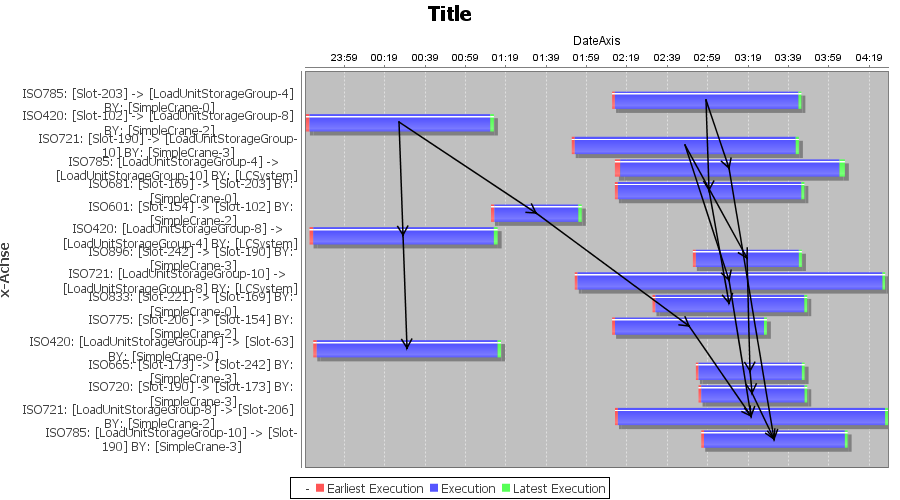 Title
DateAxis
23:59 00:19 00:39 00:59 01:19 01:39 01:59 02:19 02:39 02:59 03:19 03:39 03:59 04:19
x-Achse
ISO785: [Slot-203] -> [LoadUnitStorageGroup-4]
BY: [SimpleCrane-0]
ISO420: [Slot-102] -> [LoadUnitStorageGroup-8]
BY: [SimpleCrane-2]
ISO721: [Slot-190] -> [LoadUnitStorageGroup-
10] BY: [SimpleCrane-3]
ISO785: [LoadUnitStorageGroup-4] ->
[LoadUnitStorageGroup-10] BY: [LCSystem]
ISO681: [Slot-169] -> [Slot-203] BY:
[SimpleCrane-0]
ISO601: [Slot-154] -> [Slot-102] BY:
[SimpleCrane-2]
ISO420: [LoadUnitStorageGroup-8] ->
[LoadUnitStorageGroup-4] BY: [LCSystem]
ISO896: [Slot-242] -> [Slot-190] BY:
[SimpleCrane-3]
ISO721: [LoadUnitStorageGroup-10] ->
[LoadUnitStorageGroup-8] BY: [LCSystem]
ISO833: [Slot-221] -> [Slot-169] BY:
[SimpleCrane-0]
ISO775: [Slot-206] -> [Slot-154] BY:
[SimpleCrane-2]
ISO420: [LoadUnitStorageGroup-4] -> [Slot-63]
BY: [SimpleCrane-0]
ISO665: [Slot-173] -> [Slot-242] BY:
[SimpleCrane-3]
ISO720: [Slot-190] -> [Slot-173] BY:
[SimpleCrane-3]
ISO721: [LoadUnitStorageGroup-8] -> [Slot-206]
BY: [SimpleCrane-2]
ISO785: [LoadUnitStorageGroup-10] -> [Slot-
190] BY: [SimpleCrane-3]
- Earliest Execution Execution Latest Execution